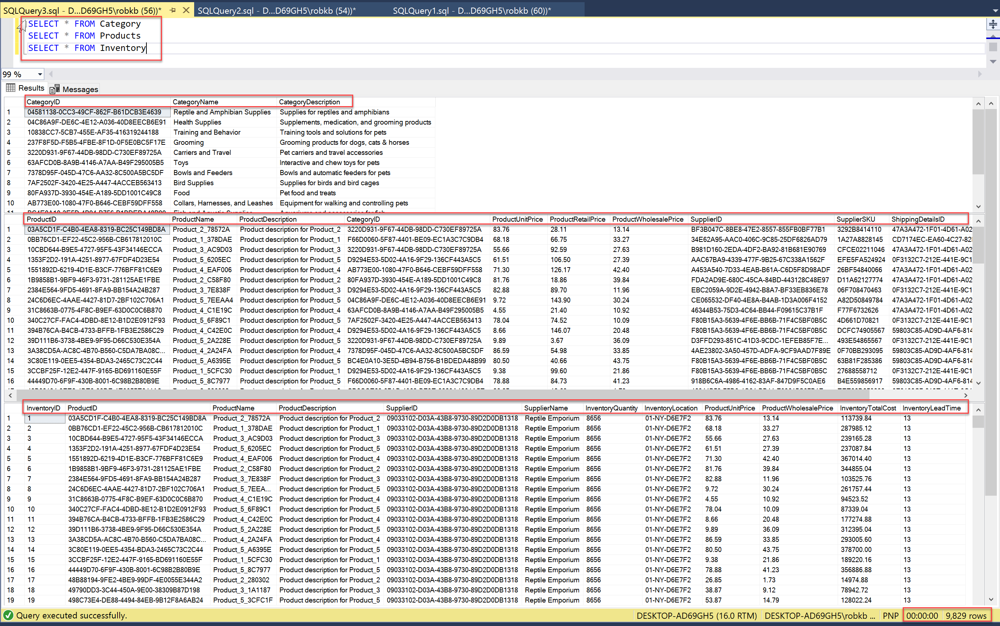 SQLQuery3.sql - D...D69GH5\robkb (56))* SQLQuery2.sql - D...D69GH5\robkb (54))* SQLQuery1.sql - D...D69GH5\robkb (60))*
SELECT * FROM Category
SELECT * FROM Products
SELECT * FROM Inventory
99 %
Results Messages
CategoryID CategoryName CategoryDescription
1 04581138-0CC3-49CF-862F-B61DCB3E4639 Reptile and Amphibian Supplies Supplies for reptiles and amphibians
2 04C86A9F-DE6C-4E12-A036-40D8EECB6E91 Health Supplies Supplements, medication, and grooming products
3 10838CC7-5CB7-455E-AF35-416319244188 Training and Behavior Training tools and solutions for pets
4 237F8F5D-F5B5-4FBE-8F1D-0F5E0BC5F17E Grooming Grooming products for dogs, cats & horses
5 3220D931-9F67-44DB-98DD-C730EF89725A Carriers and Travel Pet carriers and travel accessories
6 63AFCD0B-8A9B-4146-A7AA-B49F295005B5 Toys Interactive and chew toys for pets
7 7378D95F-045D-47C6-AA32-8C500A5BC5DF Bowls and Feeders Bowls and automatic feeders for pets
8 7AF2502F-3420-4E25-A447-4ACCEB563413 Bird Supplies Supplies for birds and bird cages
9 80FA937D-3930-454E-A189-5DD1001C49C8 Food Pet food and treats
10 AB773E00-1080-47F0-B646-CEBF59DFF558 Collars, Harnesses, and Leashes Equipment for walking and controlling pets
ProductID ProductName ProductDescription CategoryID ProductUnitPrice ProductRetailPrice ProductWholesalePrice SupplierID SupplierSKU ShippingDetailsID
1 03A5CD1F-C4B0-4EA8-8319-BC25C149BD8A Product_2_78572A Product description for Product_2 3220D931-9F67-44DB-98DD-C730EF89725A 83.76 28.11 13.14 BF3B047C-8BE8-47E2-8557-855FB0BF77B1 3292B8414110 47A3A472-1F01-4D61-A02
2 0BB76CD1-EF22-45C2-956B-CB617812010C Product_1_378DAE Product description for Product_1 F66D0060-5F87-4401-BE09-EC1A3C7C9DB4 68.18 66.75 33.27 34E62A95-AAC0-406C-9C85-25DF6826AD79 1A27A8828145 CD7174EC-EA60-4C27-82
3 10CBD644-B9E5-4727-95F5-43F34146ECCA Product_3_AC9D03 Product description for Product_3 3220D931-9F67-44DB-98DD-C730EF89725A 55.66 92.59 27.63 B981D160-2EDA-4DF2-BA92-81B681E90769 CFCE02211046 47A3A472-1F01-4D61-A02
4 1353F2D2-191A-4251-8977-67FDF4D23E54 Product_5_6205EC Product description for Product_5 D9294E53-5D02-4A16-9F29-136CF443A5C5 61.51 106.50 27.39 AAC67BA9-4339-477F-9B25-67C338A1562F EFE5FA524924 0F3132C7-212E-441E-9C1
5 1551892D-6219-4D1E-B3CF-776BFF81C6E9 Product_4_EAF006 Product description for Product_4 AB773E00-1080-47F0-B646-CEBF59DFF558 71.30 126.17 42.40 A453A540-7D33-4EAB-B61A-C6D5F8D98ADF 26BF54840066 47A3A472-1F01-4D61-A02
6 1B9858B1-9BF9-46F3-9731-281125AE1FBE Product_2_C58F80 Product description for Product_2 80FA937D-3930-454E-A189-5DD1001C49C8 81.76 18.86 39.84 FDA2AD9E-680C-45CA-84BD-443128C48E97 D11A62127774 47A3A472-1F01-4D61-A02
7 2384E564-9FD5-4691-8FA9-BB154A24B287 Product_3_7E838F Product description for Product_3 D9294E53-5D02-4A16-9F29-136CF443A5C5 82.88 89.70 11.96 EBC2059A-9D2E-4942-B8A7-BF33EB836E78 06F708470463 0F3132C7-212E-441E-9C1
8 24C6D6EC-4AAE-4427-81D7-2BF102C706A1 Product_5_7EEAA4 Product description for Product_5 04C86A9F-DE6C-4E12-A036-40D8EECB6E91 9.72 143.90 30.24 CE065532-DF40-4E8A-B4AB-1D3A006F4152 A82D50849784 47A3A472-1F01-4D61-A02
9 31C8663B-0775-4F8C-B9EF-63D0C0C6B870 Product_4_C1E19C Product description for Product_4 63AFCD0B-8A9B-4146-A7AA-B49F295005B5 4.55 21.40 10.92 46344B53-75D3-4C64-BB44-F09615C37B1F F77F6732626 47A3A472-1F01-4D61-A02
10 340C27CF-FAC4-4DBD-8E12-B1D2E0912F93 Product_5_6F89C1 Product description for Product_5 7AF2502F-3420-4E25-A447-4ACCEB563413 78.04 74.52 10.09 F80B15A3-5639-4F6E-BB6B-71F4C5BF0B5C 4D661D70821 0F3132C7-212E-441E-9C1
11 394B76CA-B4CB-4733-BFFB-1FB3E2586C29 Product_4_C42E0C Product description for Product_4 D9294E53-5D02-4A16-9F29-136CF443A5C5 8.66 146.07 20.48 F80B15A3-5639-4F6E-BB6B-71F4C5BF0B5C DCFC74905567 59803C85-AD9D-4AF6-814
12 39D111B6-3738-4BE9-9F95-D66C530E354A Product_5_2A228E Product description for Product_5 3220D931-9F67-44DB-98DD-C730EF89725A 9.89 3.67 36.09 D3FFD293-851C-41D3-9CDC-1EFEB85F7E... 493E54865567 0F3132C7-212E-441E-9C1
13 3A38CD5A-AC8C-4B70-B560-C5DA7BA08C... Product_4_2A24FA Product description for Product_4 7378D95F-045D-47C6-AA32-8C500A5BC5DF 86.59 54.98 33.85 4AE23802-3A50-457D-ADFA-9CF9AAD7F89E 0F70BB293095 59803C85-AD9D-4AF6-814
14 3C80E119-0EE5-4354-BDA3-2465C73C2C44 Product_5_A6395E Product description for Product_5 BC4E0A10-3E5D-4B94-B756-B1BDEDA48B99 80.50 40.66 43.75 F80B15A3-5639-4F6E-BB6B-71F4C5BF0B5C 63B81F285386 59803C85-AD9D-4AF6-814
15 3CCBF25F-12E2-447F-9165-BD691160E55F Product_1_5CFC30 Product description for Product_1 D9294E53-5D02-4A16-9F29-136CF443A5C5 9.38 99.60 21.86 F80B15A3-5639-4F6E-BB6B-71F4C5BF0B5C 27688558712 0F3132C7-212E-441E-9C1
16 44449D70-6F9F-430B-8001-6C98B2B80B9E Product_5_8C7977 Product description for Product_5 F66D0060-5F87-4401-BE09-EC1A3C7C9DB4 78.88 84.73 41.23 918B6C6A-4986-4162-83AF-847D9F5C0AE6 B4E559856917 59803C85-AD9D-4AF6-814
InventoryID ProductID ProductName ProductDescription SupplierID SupplierName InventoryQuantity InventoryLocation ProductUnitPrice ProductWholesalePrice InventoryTotalCost InventoryLeadTime
1 1 03A5CD1F-C4B0-4EA8-8319-BC25C149BD8A Product_2_78572A Product description for Product_2 09033102-D03A-43B8-9730-89D2D0DB1318 Reptile Emporium 8656 01-NY-D6E7F2 83.76 13.14 113739.84 13
2 2 0BB76CD1-EF22-45C2-956B-CB617812010C Product_1_378DAE Product description for Product_1 09033102-D03A-43B8-9730-89D2D0DB1318 Reptile Emporium 8656 01-NY-D6E7F2 68.18 33.27 287985.12 13
3 3 10CBD644-B9E5-4727-95F5-43F34146ECCA Product_3_AC9D03 Product description for Product_3 09033102-D03A-43B8-9730-89D2D0DB1318 Reptile Emporium 8656 01-NY-D6E7F2 55.66 27.63 239165.28 13
4 4 1353F2D2-191A-4251-8977-67FDF4D23E54 Product_5_6205EC Product description for Product_5 09033102-D03A-43B8-9730-89D2D0DB1318 Reptile Emporium 8656 01-NY-D6E7F2 61.51 27.39 237087.84 13
5 5 1551892D-6219-4D1E-B3CF-776BFF81C6E9 Product_4_EAF006 Product description for Product_4 09033102-D03A-43B8-9730-89D2D0DB1318 Reptile Emporium 8656 01-NY-D6E7F2 71.30 42.40 367014.40 13
6 6 1B9858B1-9BF9-46F3-9731-281125AE1FBE Product_2_C58F80 Product description for Product_2 09033102-D03A-43B8-9730-89D2D0DB1318 Reptile Emporium 8656 01-NY-D6E7F2 81.76 39.84 344855.04 13
7 7 2384E564-9FD5-4691-8FA9-BB154A24B287 Product_3_7E838F Product description for Product_3 09033102-D03A-43B8-9730-89D2D0DB1318 Reptile Emporium 8656 01-NY-D6E7F2 82.88 11.96 103525.76 13
8 8 24C6D6EC-4AAE-4427-81D7-2BF102C706A1 Product_5_7EEA... Product description for Product_5 09033102-D03A-43B8-9730-89D2D0DB1318 Reptile Emporium 8656 01-NY-D6E7F2 9.72 30.24 261757.44 13
9 9 31C8663B-0775-4F8C-B9EF-63D0C0C6B870 Product_4_C1E19C Product description for Product_4 09033102-D03A-43B8-9730-89D2D0DB1318 Reptile Emporium 8656 01-NY-D6E7F2 4.55 10.92 94523.52 13
10 10 340C27CF-FAC4-4DBD-8E12-B1D2E0912F93 Product_5_6F89C1 Product description for Product_5 09033102-D03A-43B8-9730-89D2D0DB1318 Reptile Emporium 8656 01-NY-D6E7F2 78.04 10.09 87339.04 13
11 11 394B76CA-B4CB-4733-BFFB-1FB3E2586C29 Product_4_C42E0C Product description for Product_4 09033102-D03A-43B8-9730-89D2D0DB1318 Reptile Emporium 8656 01-NY-D6E7F2 8.66 20.48 177274.88 13
12 12 39D111B6-3738-4BE9-9F95-D66C530E354A Product_5_2A228E Product description for Product_5 09033102-D03A-43B8-9730-89D2D0DB1318 Reptile Emporium 8656 01-NY-D6E7F2 9.89 36.09 312395.04 13
13 13 3A38CD5A-AC8C-4B70-B560-C5DA7BA08C... Product_4_2A24FA Product description for Product_4 09033102-D03A-43B8-9730-89D2D0DB1318 Reptile Emporium 8656 01-NY-D6E7F2 86.59 33.85 293005.60 13
14 14 3C80E119-0EE5-4354-BDA3-2465C73C2C44 Product_5_A6395E Product description for Product_5 09033102-D03A-43B8-9730-89D2D0DB1318 Reptile Emporium 8656 01-NY-D6E7F2 80.50 43.75 378700.00 13
15 15 3CCBF25F-12E2-447F-9165-BD691160E55F Product_1_5CFC30 Product description for Product_1 09033102-D03A-43B8-9730-89D2D0DB1318 Reptile Emporium 8656 01-NY-D6E7F2 9.38 21.86 189220.16 13
16 16 44449D70-6F9F-430B-8001-6C98B2B80B9E Product_5_8C7977 Product description for Product_5 09033102-D03A-43B8-9730-89D2D0DB1318 Reptile Emporium 8656 01-NY-D6E7F2 78.88 41.23 356886.88 13
17 17 48B88194-9FE2-4BE9-99DF-4E0055E344A2 Product_2_280302 Product description for Product_2 09033102-D03A-43B8-9730-89D2D0DB1318 Reptile Emporium 8656 01-NY-D6E7F2 26.85 1.73 14974.88 13
18 18 49790DD3-3C44-450A-9E00-38309B87D198 Product_3_1A1187 Product description for Product_3 09033102-D03A-43B8-9730-89D2D0DB1318 Reptile Emporium 8656 01-NY-D6E7F2 38.87 9.12 78942.72 13
19 19 498C73E4-DE88-4494-84EB-9B12F8A6AB24 Product_5_3CFC1F Product description for Product_5 09033102-D03A-43B8-9730-89D2D0DB1318 Reptile Emporium 8656 01-NY-D6E7F2 53.87 14.79 128022.24 13
Query executed successfully. DESKTOP-AD69GH5 (16.0 RTM) DESKTOP-AD69GH5\robkb ... PNP 00:00:00 9,829 rows